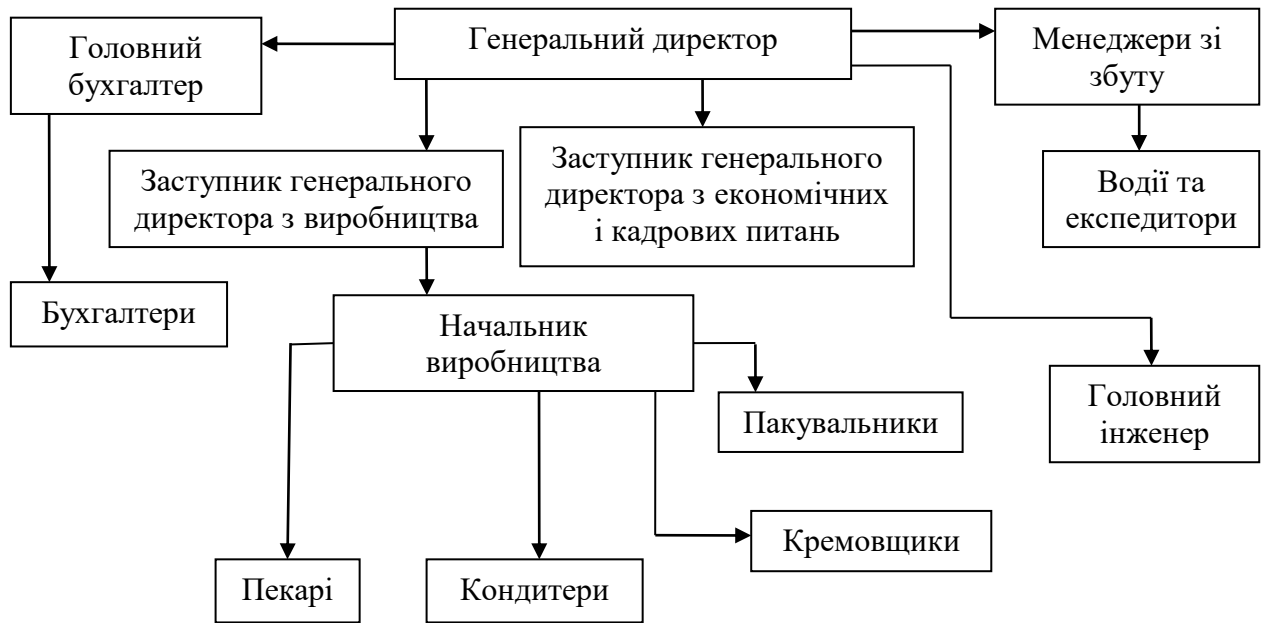 Головний
бухгалтер
Генеральний директор
Менеджери зі
збуту
Заступник генерального
директора з виробництва
Заступник генерального
директора з економічних
і кадрових питань
Водії та
експедитори
Бухгалтери
Начальник
виробництва
Пакувальники
Головний
інженер
Кремовщики
Пекарі
Кондитери